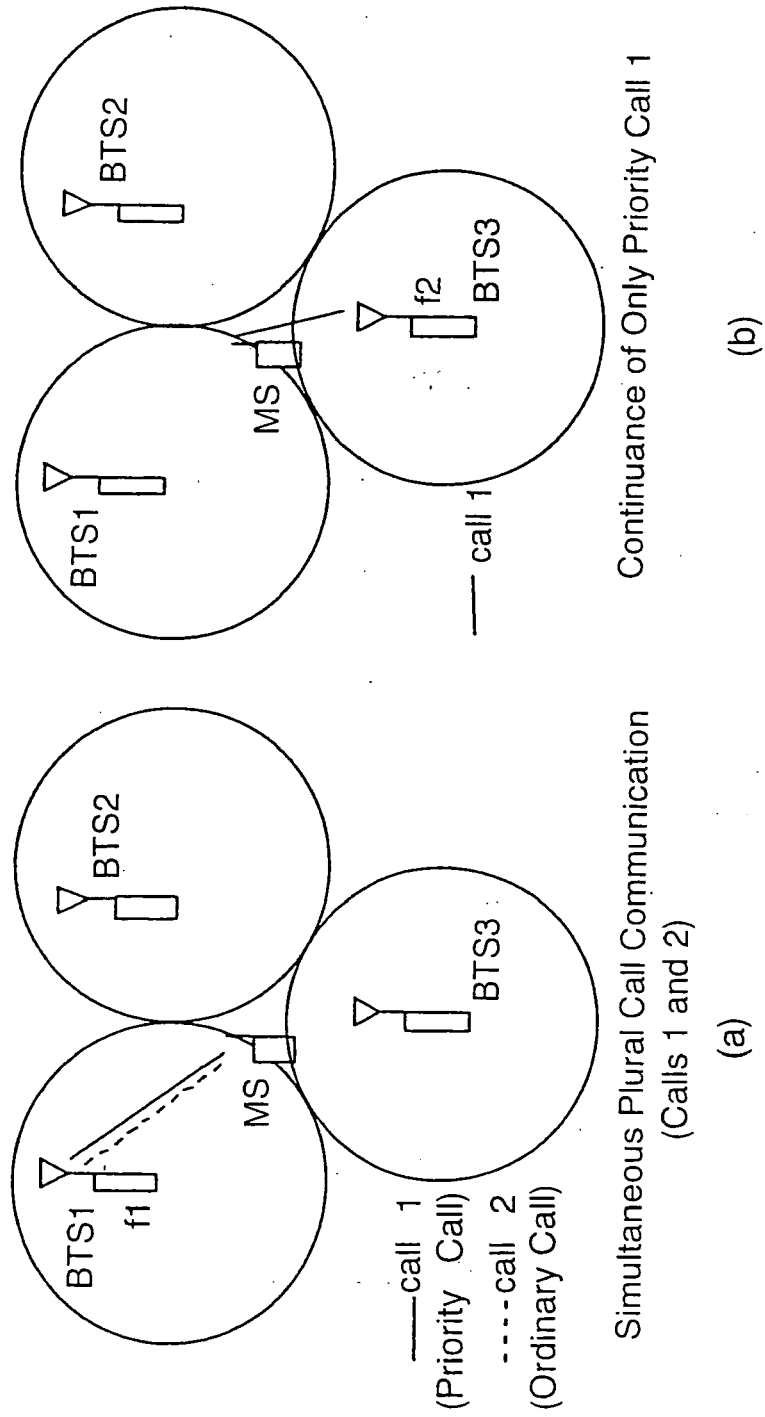 BTS1
f1
BTS2
MS
BTS3
call 1
(Priority Call)
call 2
(Ordinary Call)
Simultaneous Plural Call Communication
(Calls 1 and 2)
(a)
BTS1
BTS2
MS
f2
BTS3
call 1
Continuance of Only Priority Call 1
(b)